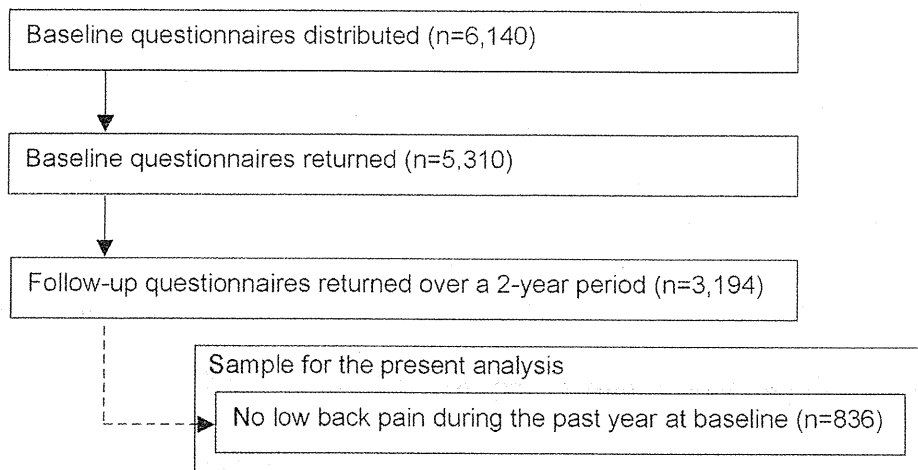 Baseline questionnaires distributed (n=6,140)
Baseline questionnaires returned (n=5,310)
Follow-up questionnaires returned over a 2-year period (n=3,194)
Sample for the present analysis
No low back pain during the past year at baseline (n=836)